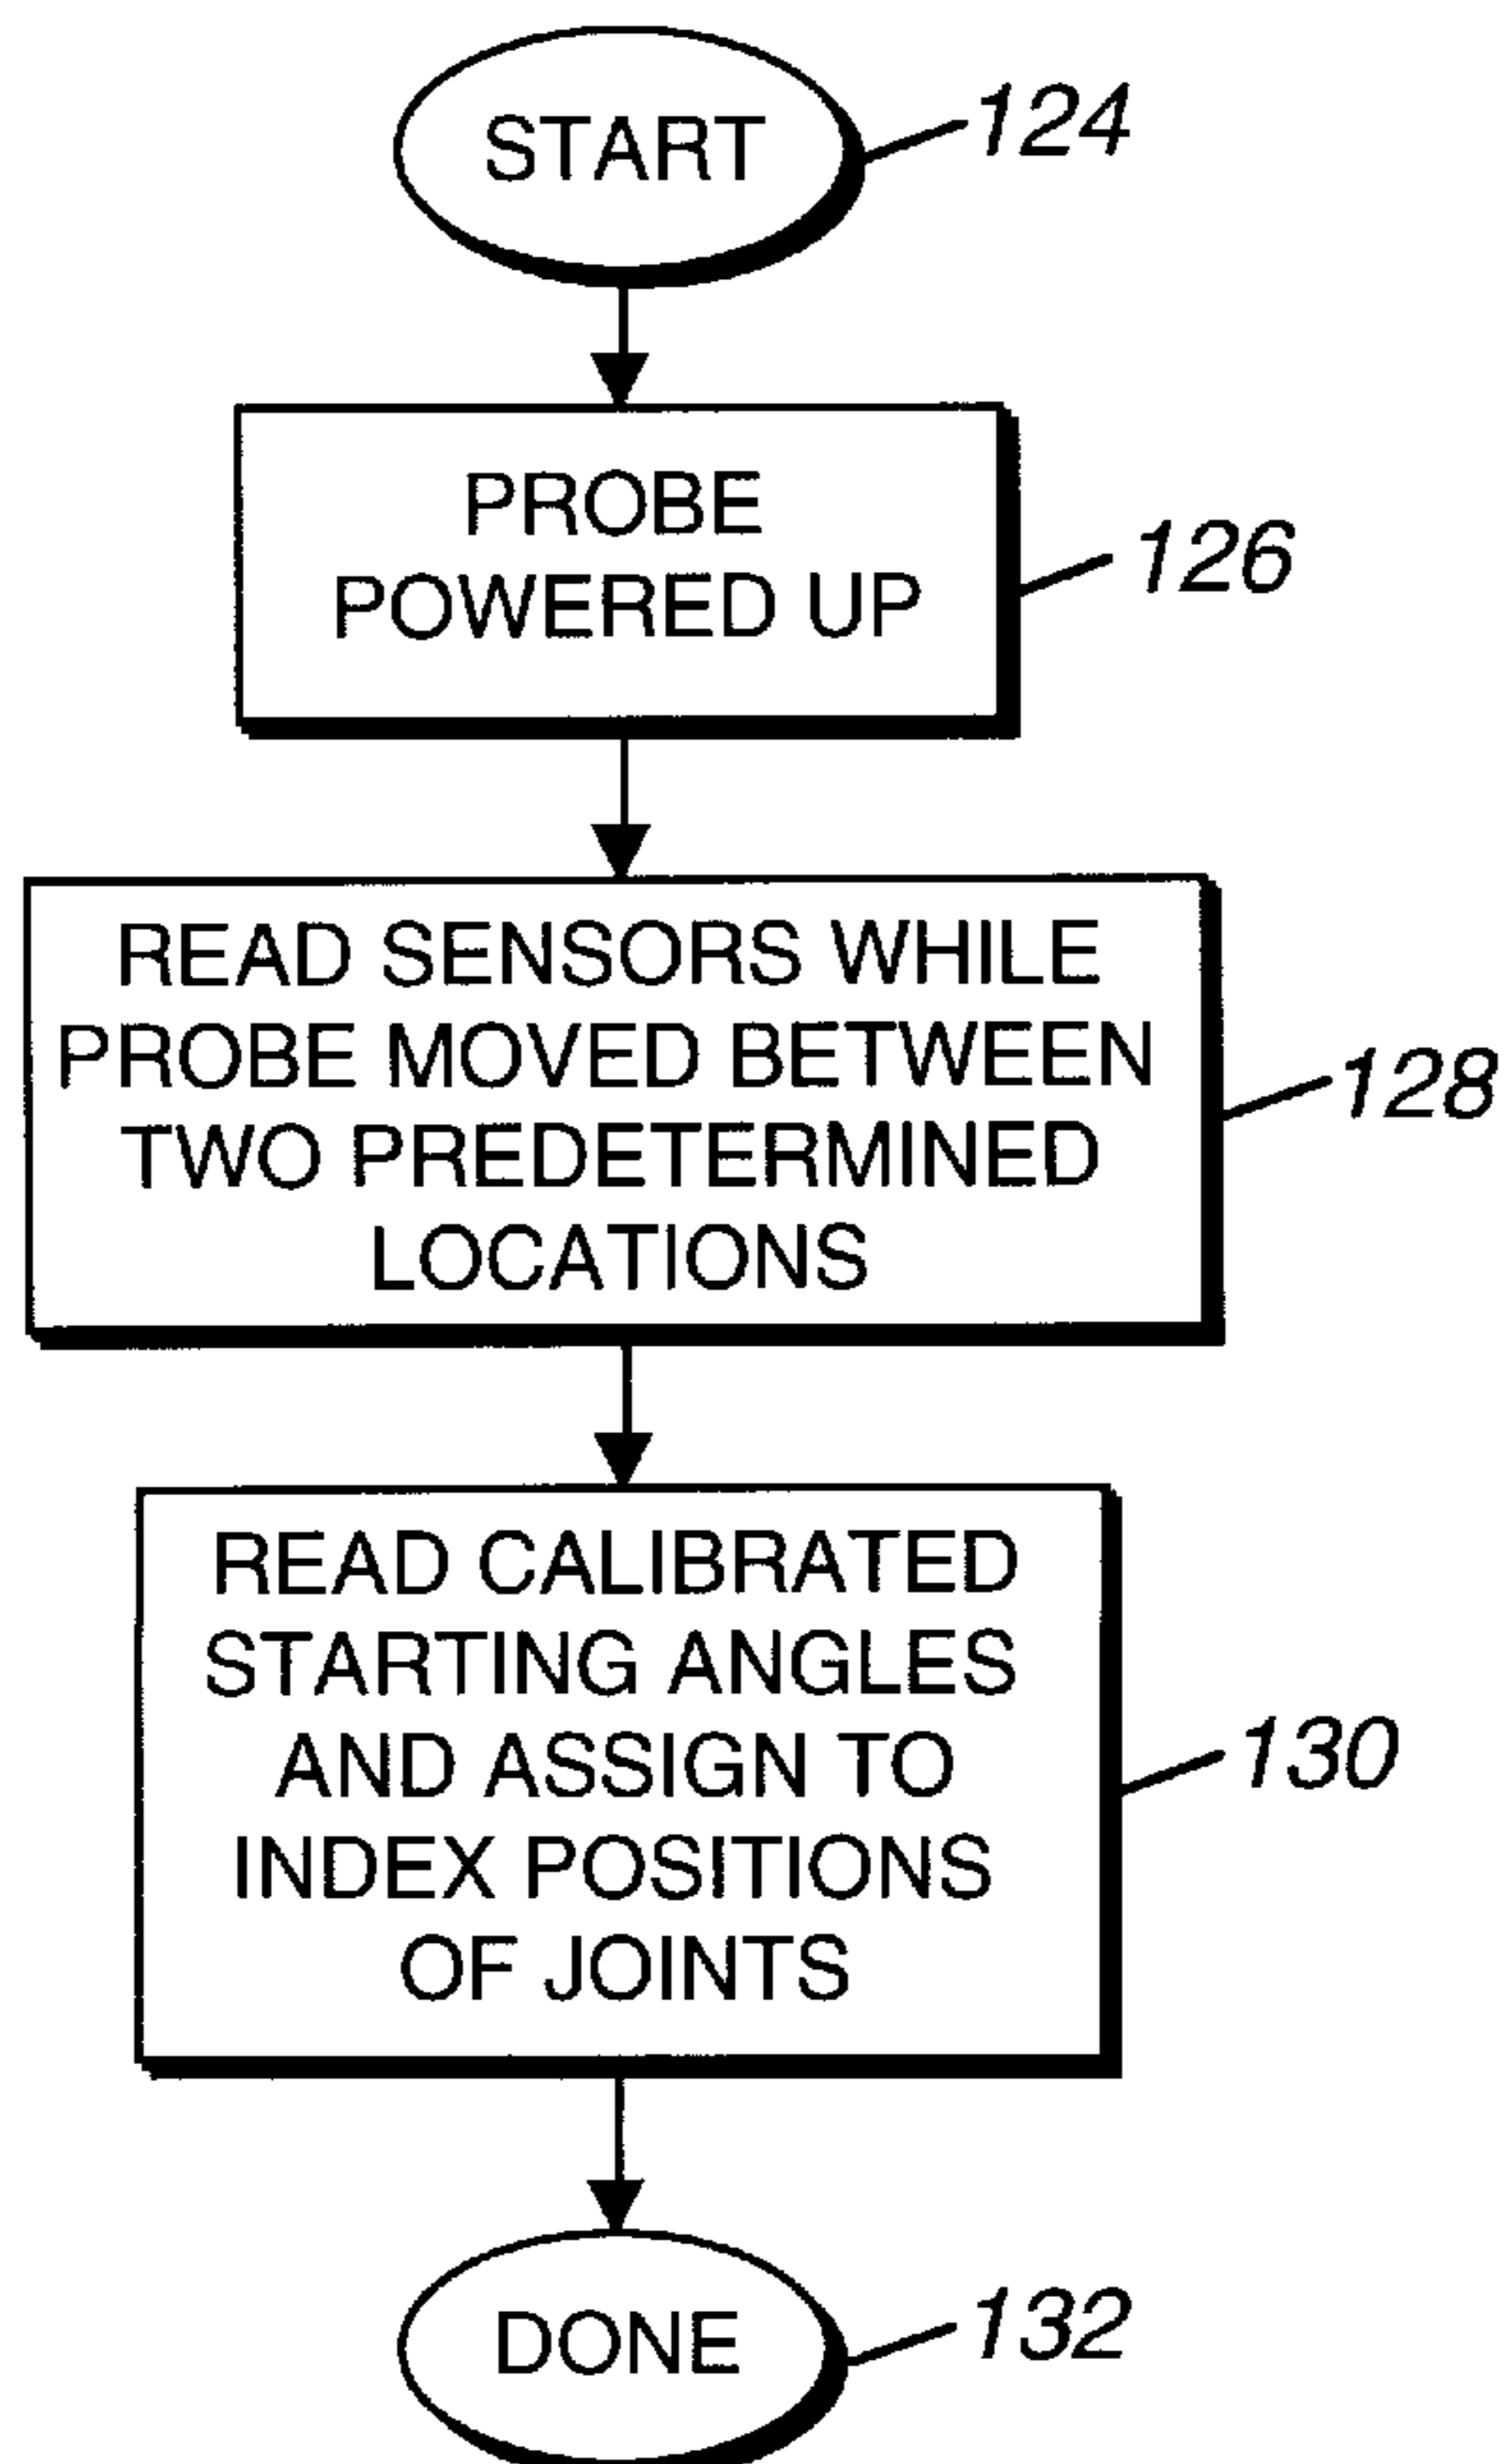 START
124
PROBE
POWERED UP
126
READ SENSORS WHILE
PROBE MOVED BETWEEN
TWO PREDETERMINED
LOCATIONS
128
READ CALIBRATED
STARTING ANGLES
AND ASSIGN TO
INDEX POSITIONS
OF JOINTS
130
DONE
132